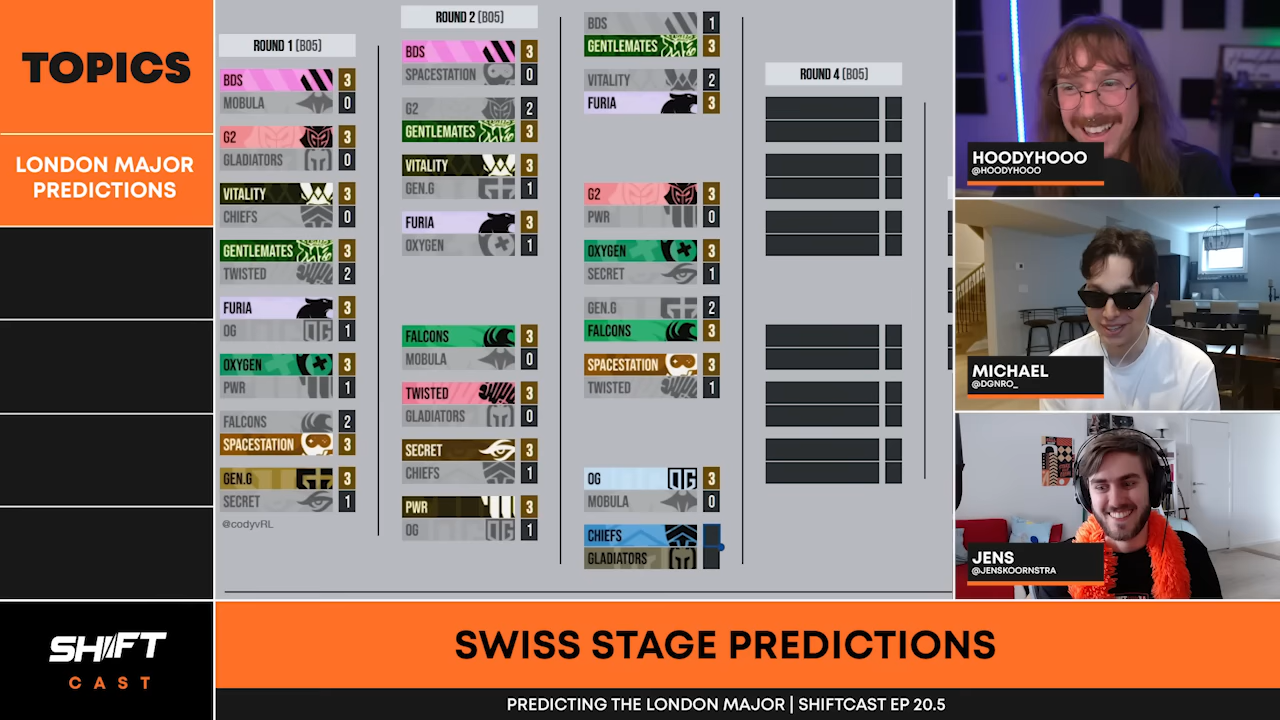 TOPICS
LONDON MAJOR
PREDICTIONS
SHIFT
CAST
ROUND 1 (BO5)
BDS 3
MOBULA 0
G2 3
GLADIATORS 0
VITALITY 3
CHIEFS 0
GENTLEMATES 3
TWISTED 2
FURIA 3
OG OG 1
OXYGEN 3
PWR 1
FALCONS 2
SPACESTATION 3
GEN.G 3
SECRET 1
@codyvRL
ROUND 2 (BO5)
BDS 3
SPACESTATION 0
G2 2
GENTLEMATES 3
VITALITY 3
GEN.G 1
FURIA 3
OXYGEN 1
FALCONS 3
MOBULA 0
TWISTED 3
GLADIATORS 0
SECRET 3
CHIEFS 1
PWR 3
OG OG 1
BDS 1
GENTLEMATES 3
VITALITY 2
FURIA 3
G2 3
PWR 0
OXYGEN 3
SECRET 1
GEN.G 2
FALCONS 3
SPACESTATION 3
TWISTED 1
OG OG 3
MOBULA 0
CHIEFS
GLADIATORS
ROUND 4 (BO5)
HOODYHOOO
@HOODYHOOO
MICHAEL
@DGNRO_
JENS
@JENSKOORNSTRA
SWISS STAGE PREDICTIONS
PREDICTING THE LONDON MAJOR | SHIFTCAST EP 20.5